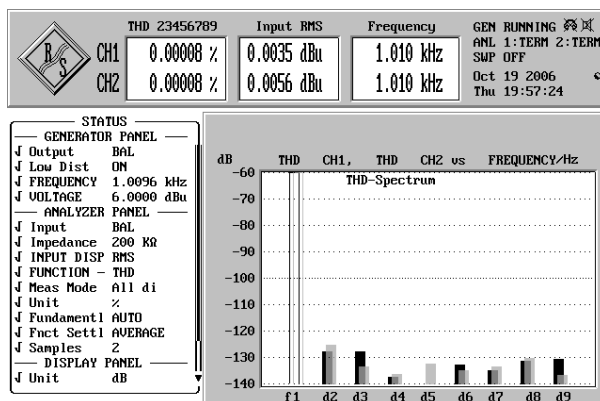 THD 23456789 Input RMS Frequency
GEN RUNNING
ANL 1:TERM 2:TERM
SWP OFF
Oct 19 2006
Thu 19:57:24
R S
CH1 0.00008 % 0.0035 dBu 1.010 kHz
CH2 0.00008 % 0.0056 dBu 1.010 kHz
STATUS
GENERATOR PANEL
Output BAL
Low Dist ON
FREQUENCY 1.0096 kHz
VOLTAGE 6.0000 dBu
ANALYZER PANEL
Input BAL
Impedance 200 KΩ
INPUT DISP RMS
FUNCTION - THD
Meas Mode All di
Unit %
Fundamentl AUTO
Fnct Settl AVERAGE
Samples 2
DISPLAY PANEL
Unit dB
dB THD CH1, THD CH2 vs FREQUENCY/Hz
THD-Spectrum
-60
-70
-80
-90
-100
-110
-120
-130
-140
f1 d2 d3 d4 d5 d6 d7 d8 d9